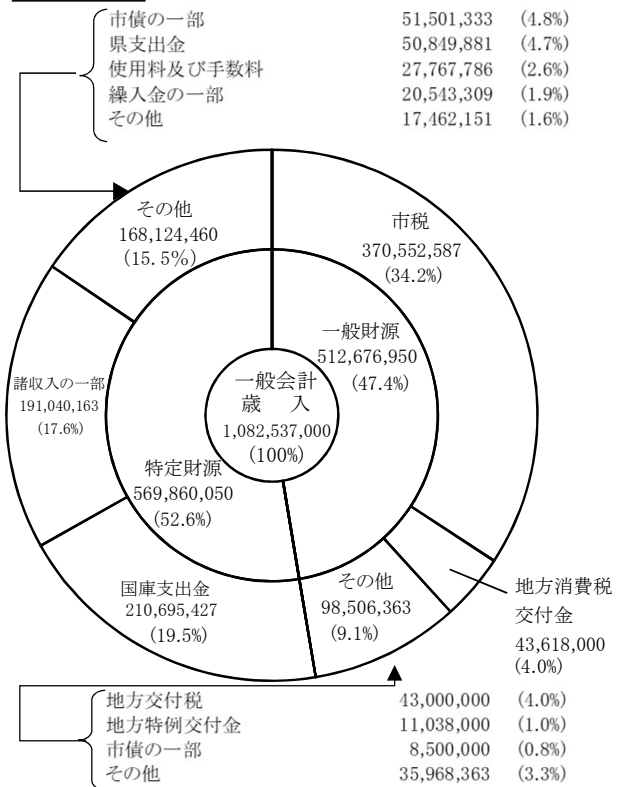 市債の一部 51,501,333 (4.8%)
県支出金 50,849,881 (4.7%)
使用料及び手数料 27,767,786 (2.6%)
繰入金の一部 20,543,309 (1.9%)
その他 17,462,151 (1.6%)
その他
168,124,460
(15.5%)
市税
370,552,587
(34.2%)
一般財源
512,676,950
(47.4%)
諸収入の一部
191,040,163
(17.6%)
一般会計
歳 入
1,082,537,000
(100%)
特定財源
569,860,050
(52.6%)
国庫支出金
210,695,427
(19.5%)
その他
98,506,363
(9.1%)
地方消費税
交付金
43,618,000
(4.0%)
地方交付税 43,000,000 (4.0%)
地方特例交付金 11,038,000 (1.0%)
市債の一部 8,500,000 (0.8%)
その他 35,968,363 (3.3%)